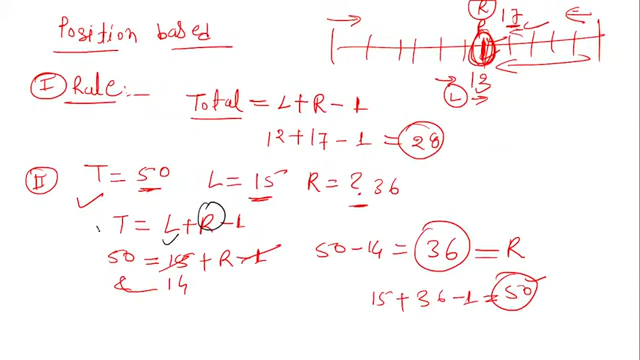 Position based
R
17
13
L
I Rule:-
Total = L+R-1
12+17-1 = 28
II T = 50 L = 15 R = ? 36
T = L+R-1
50 = 15 + R-1
14
50-14 = 36 = R
15+36-1 = 50